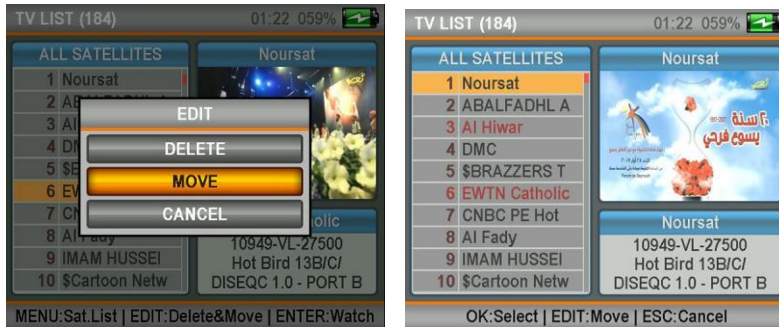 TV LIST (184) 01:22 059%
ALL SATELLITES
Noursat
1 Noursat
2 ABALFADHL A
3 Al
4
5
6
7
8 Al Fady
9 IMAM HUSSEI
10 $Cartoon Netw
EDIT
DELETE
MOVE
CANCEL
10949-VL-27500
Hot Bird 13B/C/
DISEQC 1.0 - PORT B
MENU:Sat.List | EDIT:Delete&Move | ENTER:Watch
TV LIST (184) 01:22 059%
ALL SATELLITES
1 Noursat
2 ABALFADHL A
3 Al Hiwar
4 DMC
5 $BRAZZERS T
6 EWTN Catholic
7 CNBC PE Hot
8 Al Fady
9 IMAM HUSSEI
10 $Cartoon Netw
Noursat
٢٠ سنة
يسوع فرحي
Noursat
10949-VL-27500
Hot Bird 13B/C/
DISEQC 1.0 - PORT B
OK:Select | EDIT:Move | ESC:Cancel